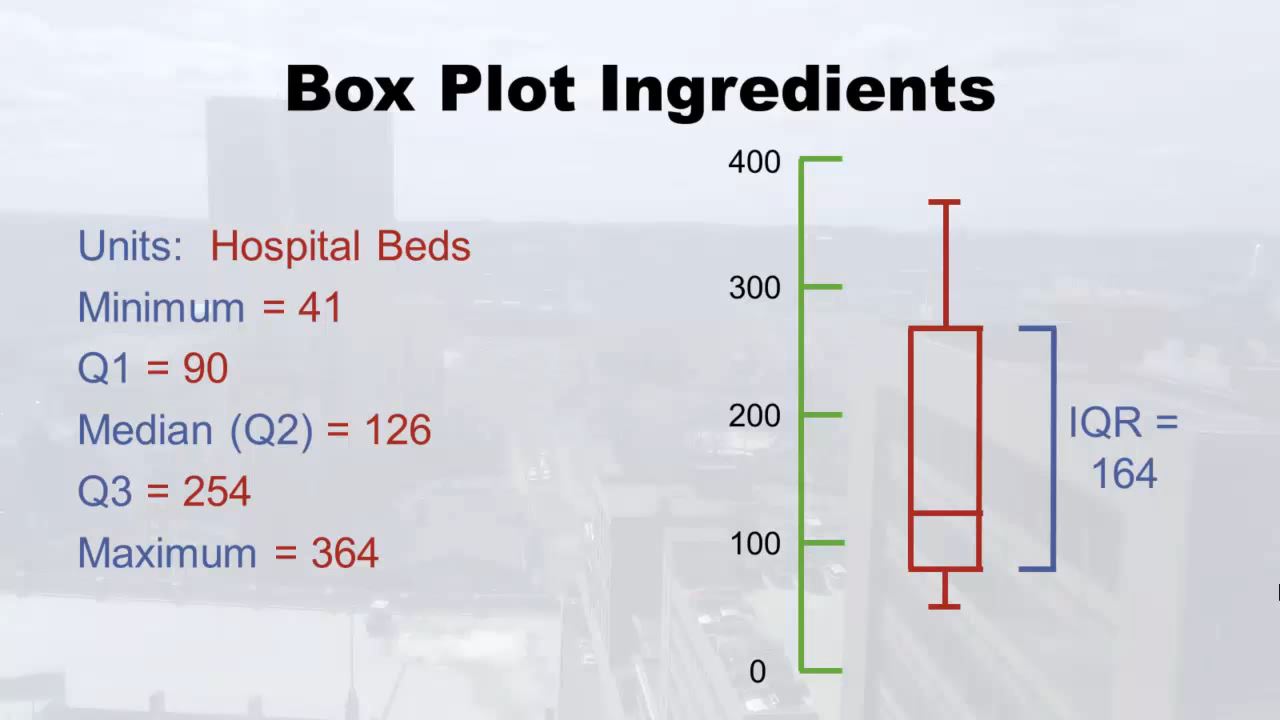 Box Plot Ingredients
Units: Hospital Beds
Minimum = 41
Q1 = 90
Median (Q2) = 126
Q3 = 254
Maximum = 364
400
300
200
100
0
IQR =
164